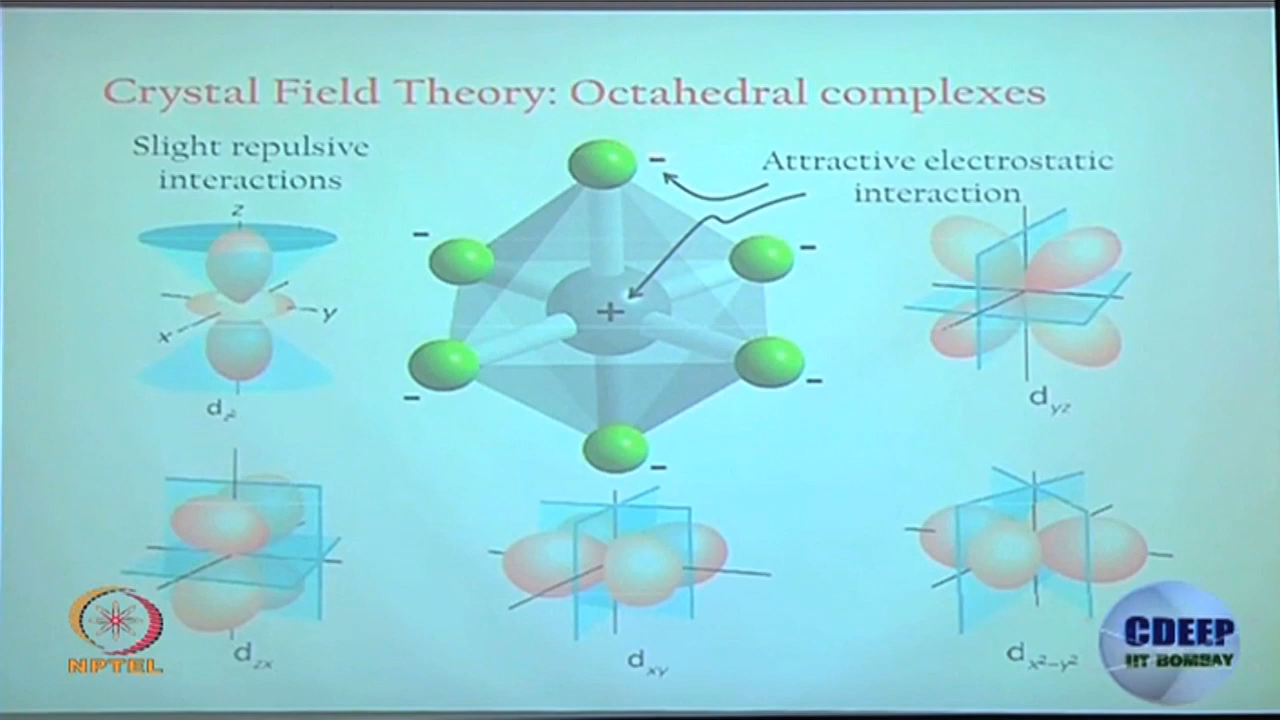 Crystal Field Theory: Octahedral complexes
Slight repulsive
interactions
Attractive electrostatic
interaction
z
y
x
d_z²
-
-
-
-
-
-
+
d_yz
d_zx
d_xy
d_x²-y²
NPTEL
CDEEP
IIT BOMBAY